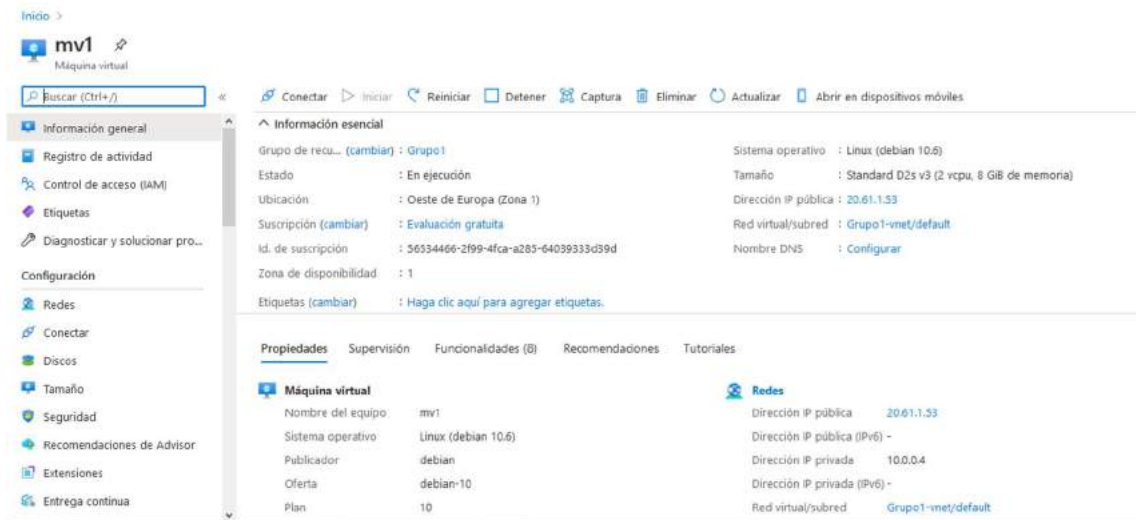 Inicio >
mv1
Máquina virtual
Buscar (Ctrl+/)
«
Conectar Iniciar Reiniciar Detener Captura Eliminar Actualizar Abrir en dispositivos móviles
Información general
Registro de actividad
Control de acceso (IAM)
Etiquetas
Diagnosticar y solucionar pro...
Configuración
Redes
Conectar
Discos
Tamaño
Seguridad
Recomendaciones de Advisor
Extensiones
Entrega continua
Información esencial
Grupo de recu... (cambiar) : Grupo1
Estado : En ejecución
Ubicación : Oeste de Europa (Zona 1)
Suscripción (cambiar) : Evaluación gratuita
Id. de suscripción : 56534466-2f99-4fca-a285-64039333d39d
Zona de disponibilidad : 1
Etiquetas (cambiar) : Haga clic aquí para agregar etiquetas.
Sistema operativo : Linux (debian 10.6)
Tamaño : Standard D2s v3 (2 vcpu, 8 GiB de memoria)
Dirección IP pública : 20.61.1.53
Red virtual/subred : Grupo1-vnet/default
Nombre DNS : Configurar
Propiedades Supervisión Funcionalidades (8) Recomendaciones Tutoriales
Máquina virtual
Nombre del equipo mv1
Sistema operativo Linux (debian 10.6)
Publicador debian
Oferta debian-10
Plan 10
Redes
Dirección IP pública 20.61.1.53
Dirección IP pública (IPv6) -
Dirección IP privada 10.0.0.4
Dirección IP privada (IPv6) -
Red virtual/subred Grupo1-vnet/default